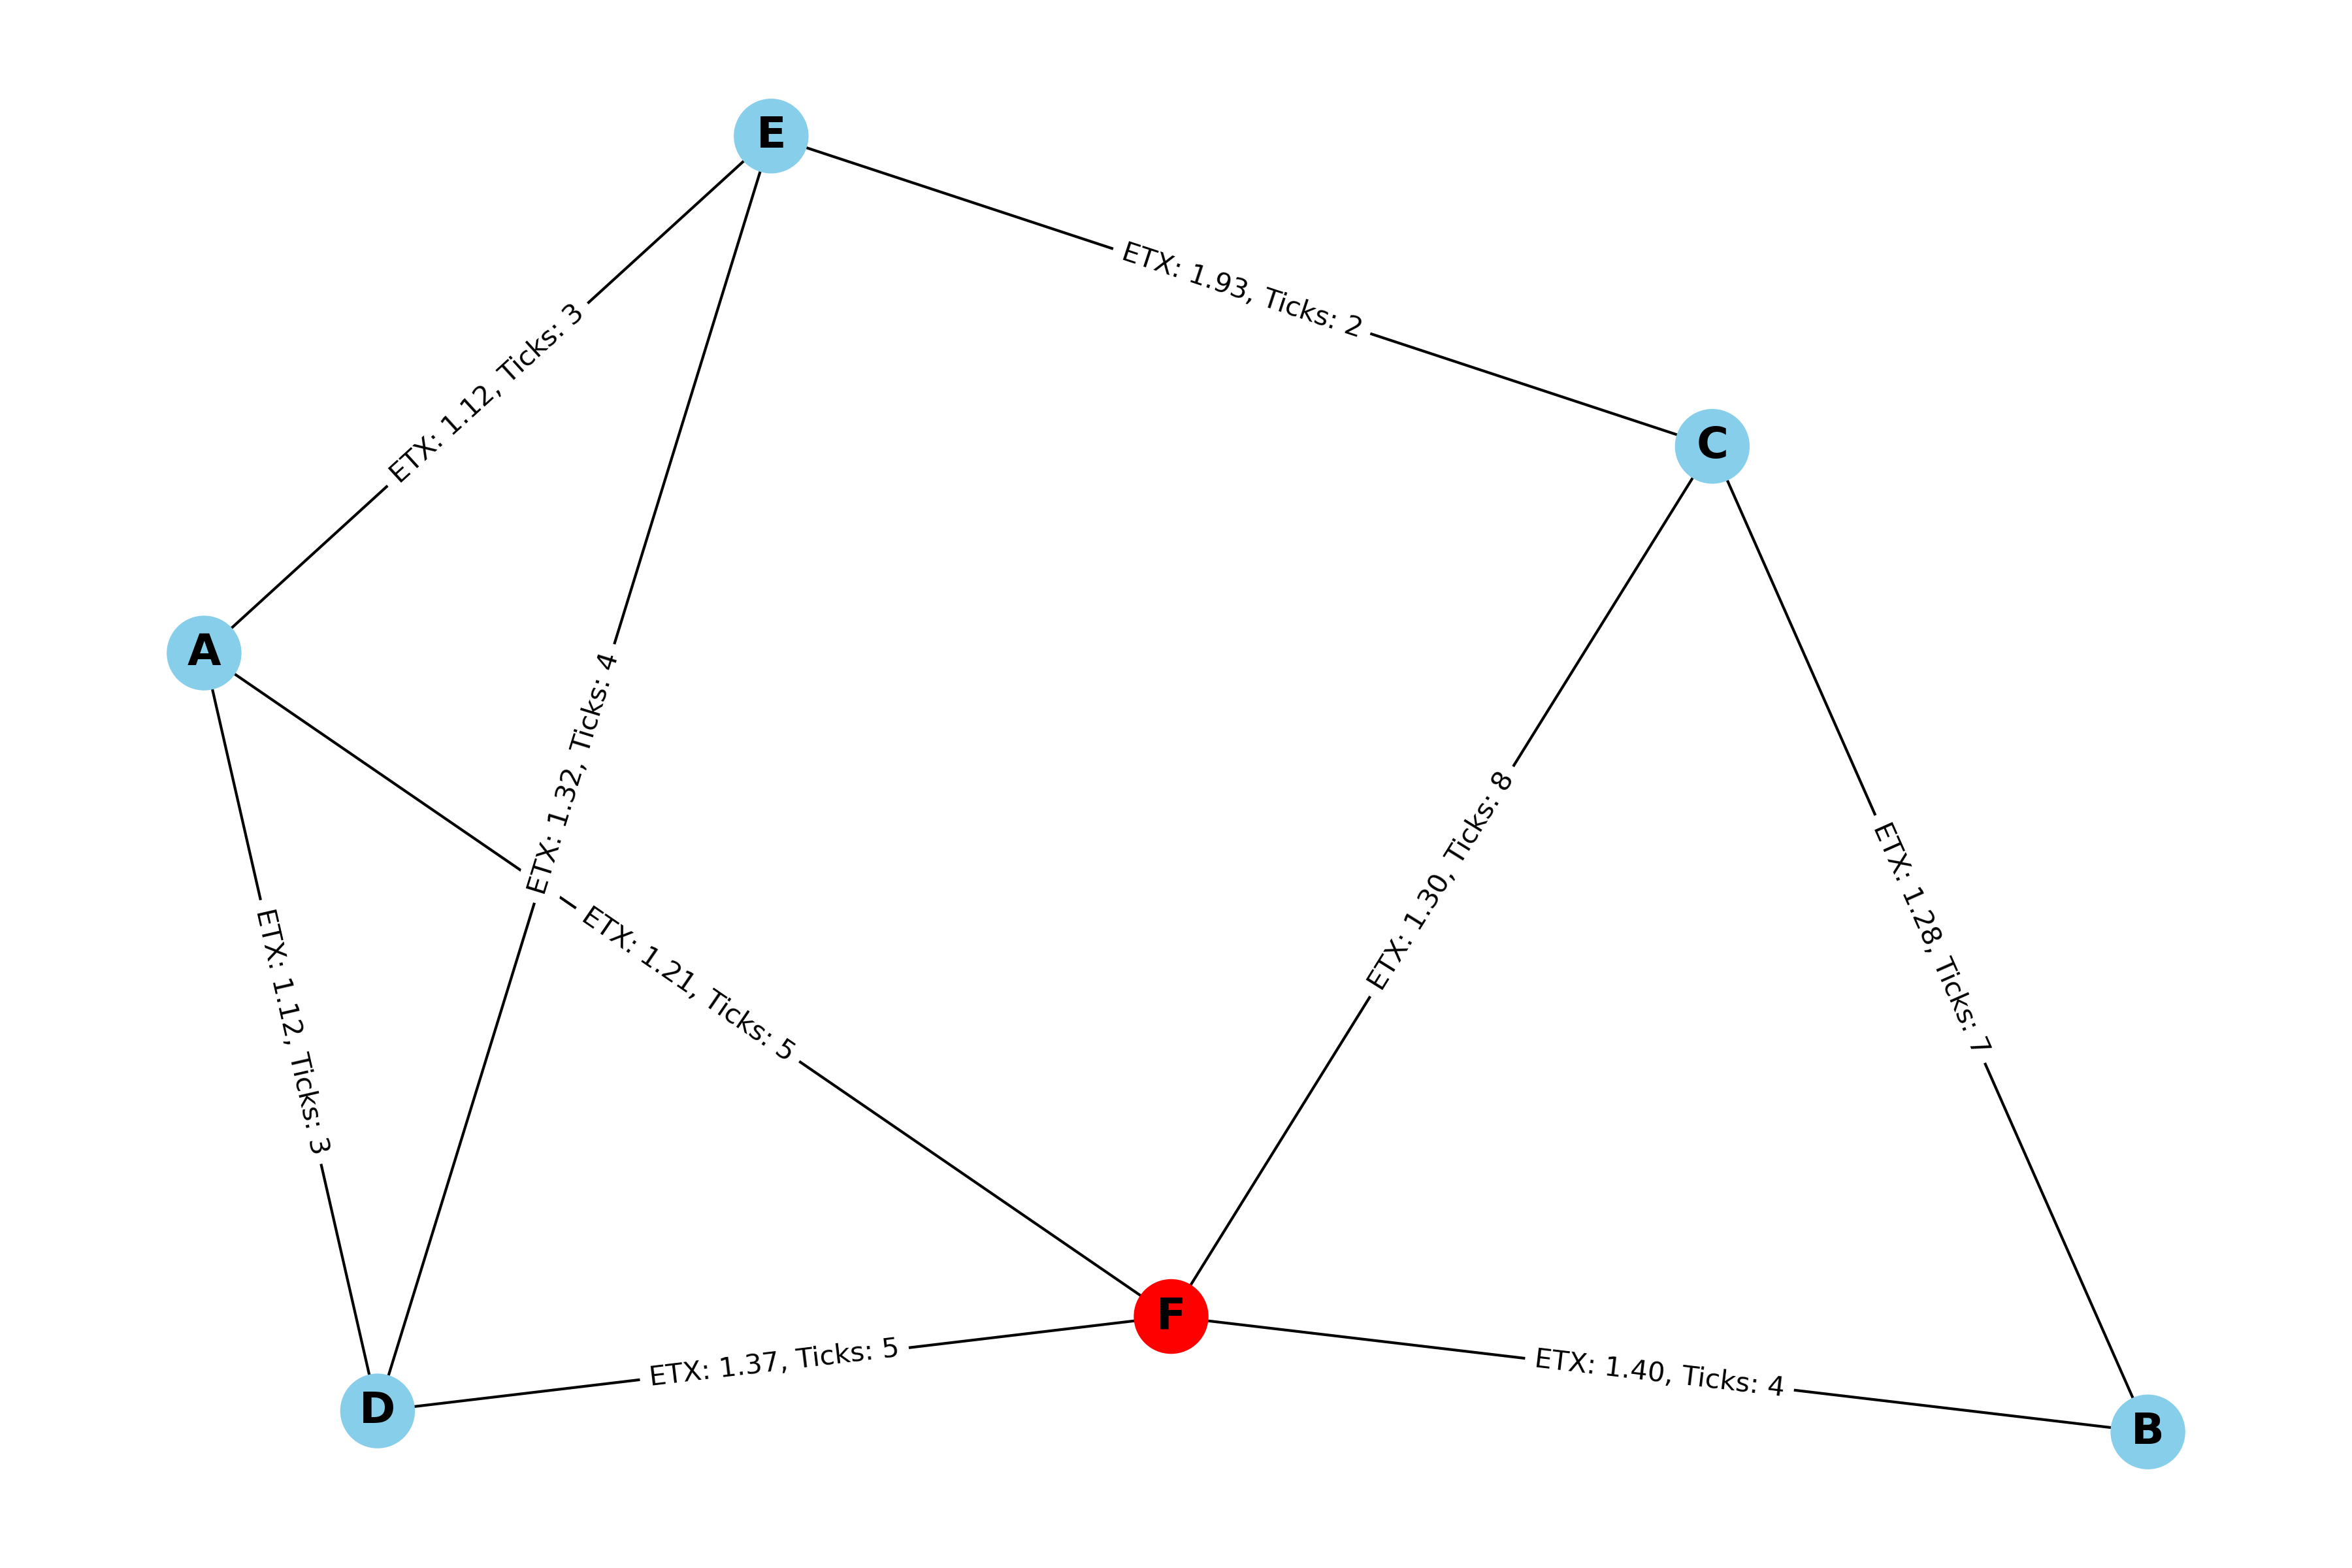 E
ETX: 1.93, Ticks: 2
ETX: 1.12, Ticks: 3
C
A
ETX: 1.32, Ticks: 4
ETX: 1.30, Ticks: 8
ETX: 1.28, Ticks: 7
ETX: 1.21, Ticks: 5
ETX: 1.12, Ticks: 3
F
ETX: 1.37, Ticks: 5
ETX: 1.40, Ticks: 4
D
B